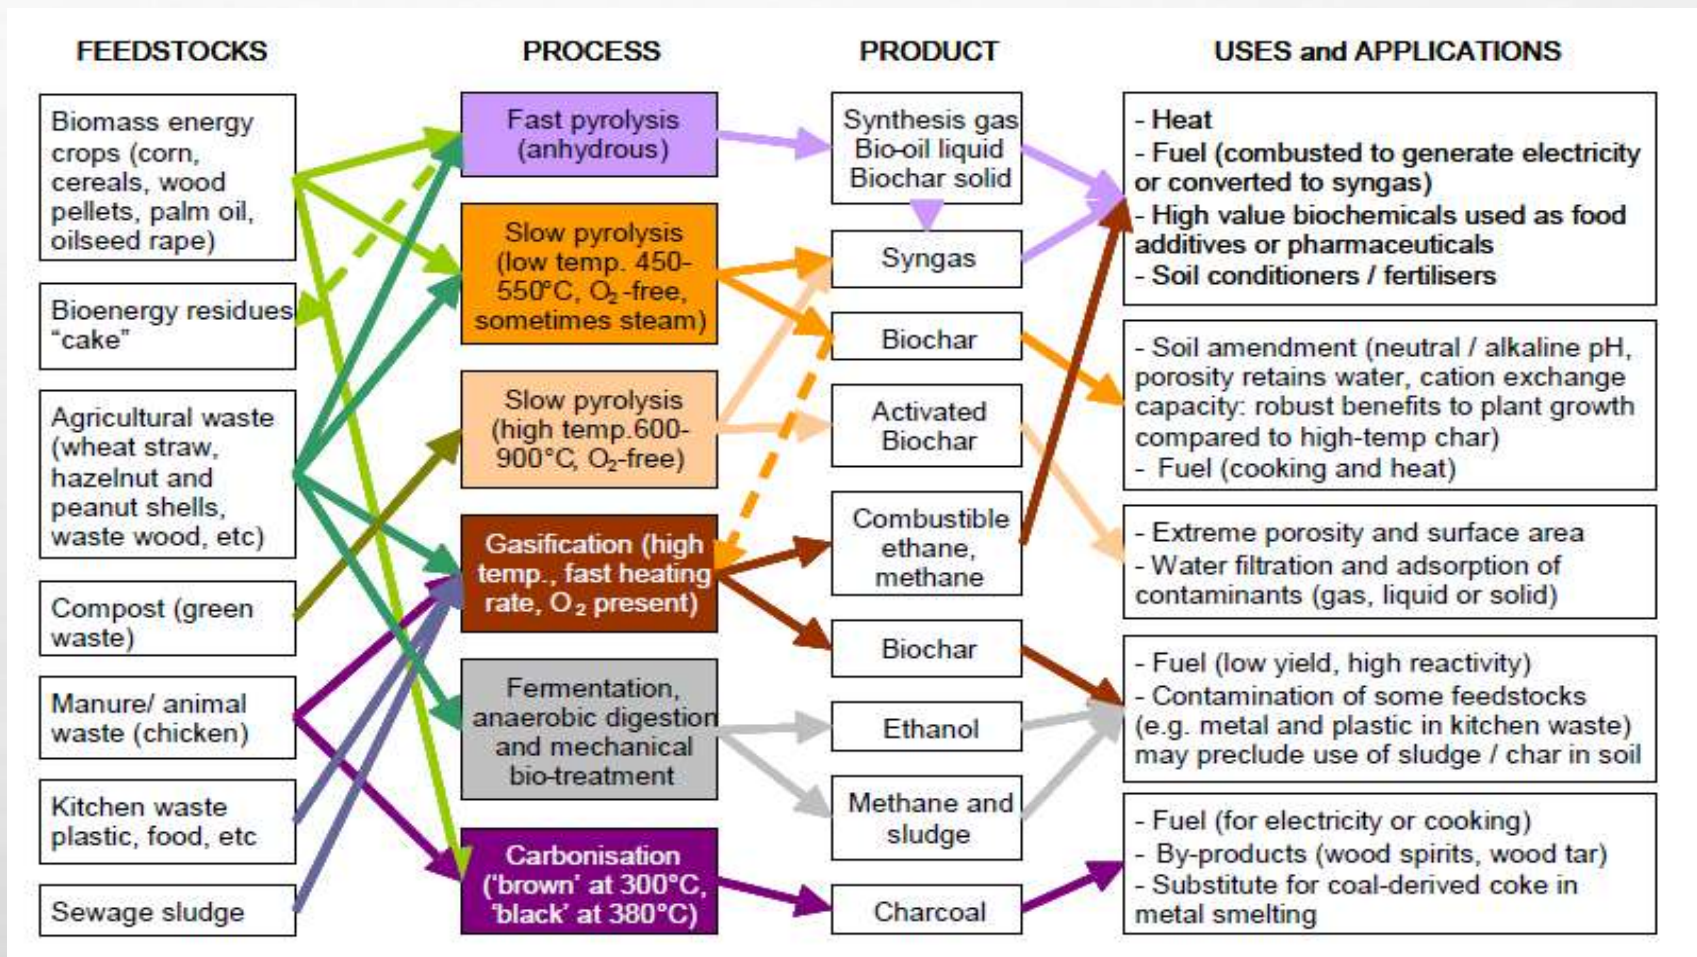 FEEDSTOCKS
PROCESS
PRODUCT
USES and APPLICATIONS
Biomass energy
crops (corn,
cereals, wood
pellets, palm oil,
oilseed rape)
Bioenergy residues
“cake”
Agricultural waste
(wheat straw,
hazelnut and
peanut shells,
waste wood, etc)
Compost (green
waste)
Manure/ animal
waste (chicken)
Kitchen waste
plastic, food, etc
Sewage sludge
Fast pyrolysis
(anhydrous)
Slow pyrolysis
(low temp. 450-
550°C, O₂-free,
sometimes steam)
Slow pyrolysis
(high temp.600-
900°C, O₂-free)
Gasification (high
temp., fast heating
rate, O₂ present)
Fermentation,
anaerobic digestion
and mechanical
bio-treatment
Carbonisation
(‘brown’ at 300°C,
‘black’ at 380°C)
Synthesis gas
Bio-oil liquid
Biochar solid
Syngas
Biochar
Activated
Biochar
Combustible
ethane,
methane
Biochar
Ethanol
Methane and
sludge
Charcoal
- Heat
- Fuel (combusted to generate electricity
or converted to syngas)
- High value biochemicals used as food
additives or pharmaceuticals
- Soil conditioners / fertilisers
- Soil amendment (neutral / alkaline pH,
porosity retains water, cation exchange
capacity: robust benefits to plant growth
compared to high-temp char)
- Fuel (cooking and heat)
- Extreme porosity and surface area
- Water filtration and adsorption of
contaminants (gas, liquid or solid)
- Fuel (low yield, high reactivity)
- Contamination of some feedstocks
(e.g. metal and plastic in kitchen waste)
may preclude use of sludge / char in soil
- Fuel (for electricity or cooking)
- By-products (wood spirits, wood tar)
- Substitute for coal-derived coke in
metal smelting